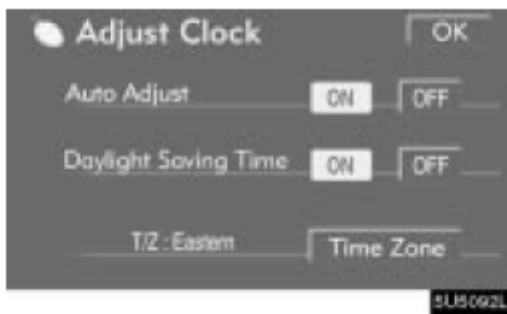 Adjust Clock OK
Auto Adjust ON OFF
Daylight Saving Time ON OFF
T/Z : Eastern Time Zone
5U5092L